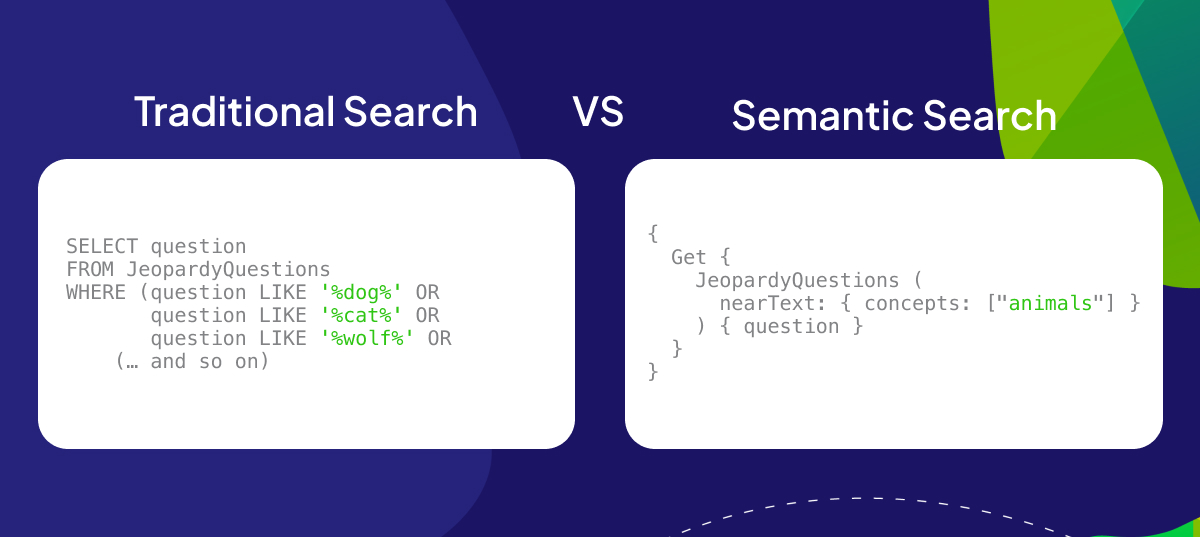 Traditional Search VS Semantic Search
SELECT question
FROM JeopardyQuestions
WHERE (question LIKE '%dog%' OR
       question LIKE '%cat%' OR
       question LIKE '%wolf%' OR
    (… and so on)
{
  Get {
    JeopardyQuestions (
      nearText: { concepts: ["animals"] }
    ) { question }
  }
}